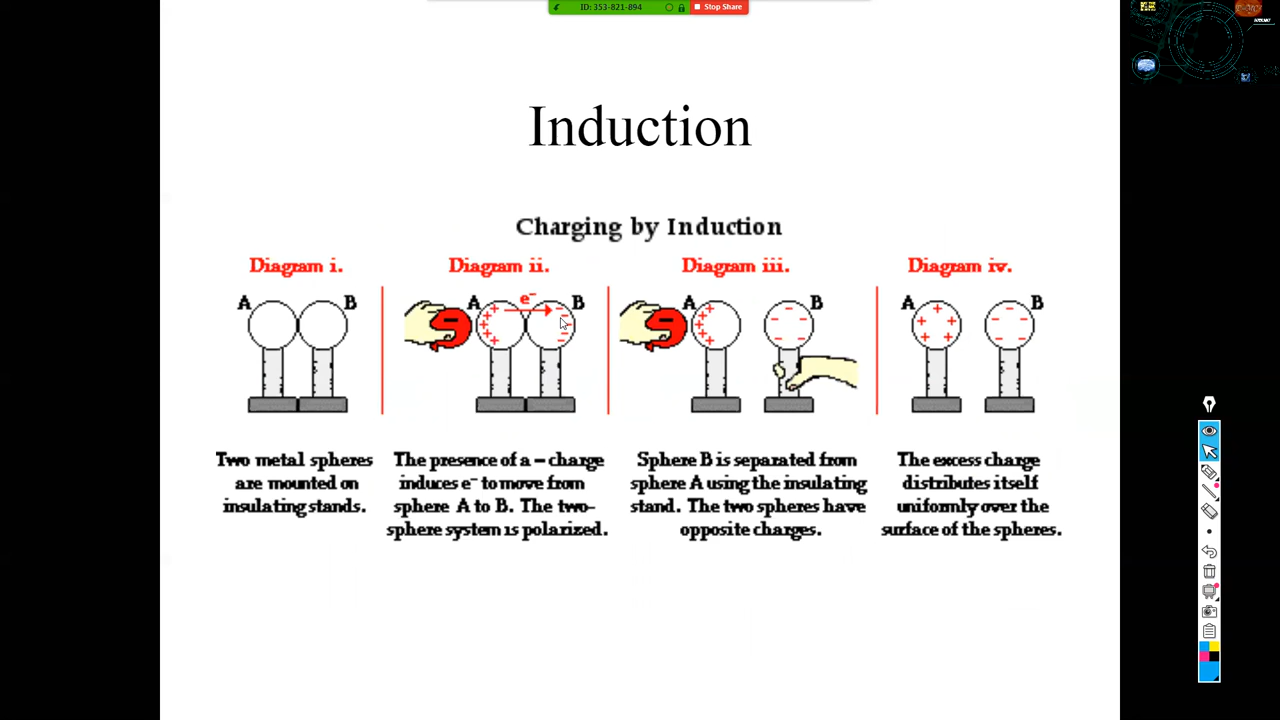 ID: 353-821-894
Stop Share
Induction
Charging by Induction
Diagram i.
Diagram ii.
Diagram iii.
Diagram iv.
A
B
A
e⁻
B
A
B
A
B
Two metal spheres
are mounted on
insulating stands.
The presence of a – charge
induces e⁻ to move from
sphere A to B. The two-
sphere system is polarized.
Sphere B is separated from
sphere A using the insulating
stand. The two spheres have
opposite charges.
The excess charge
distributes itself
uniformly over the
surface of the spheres.